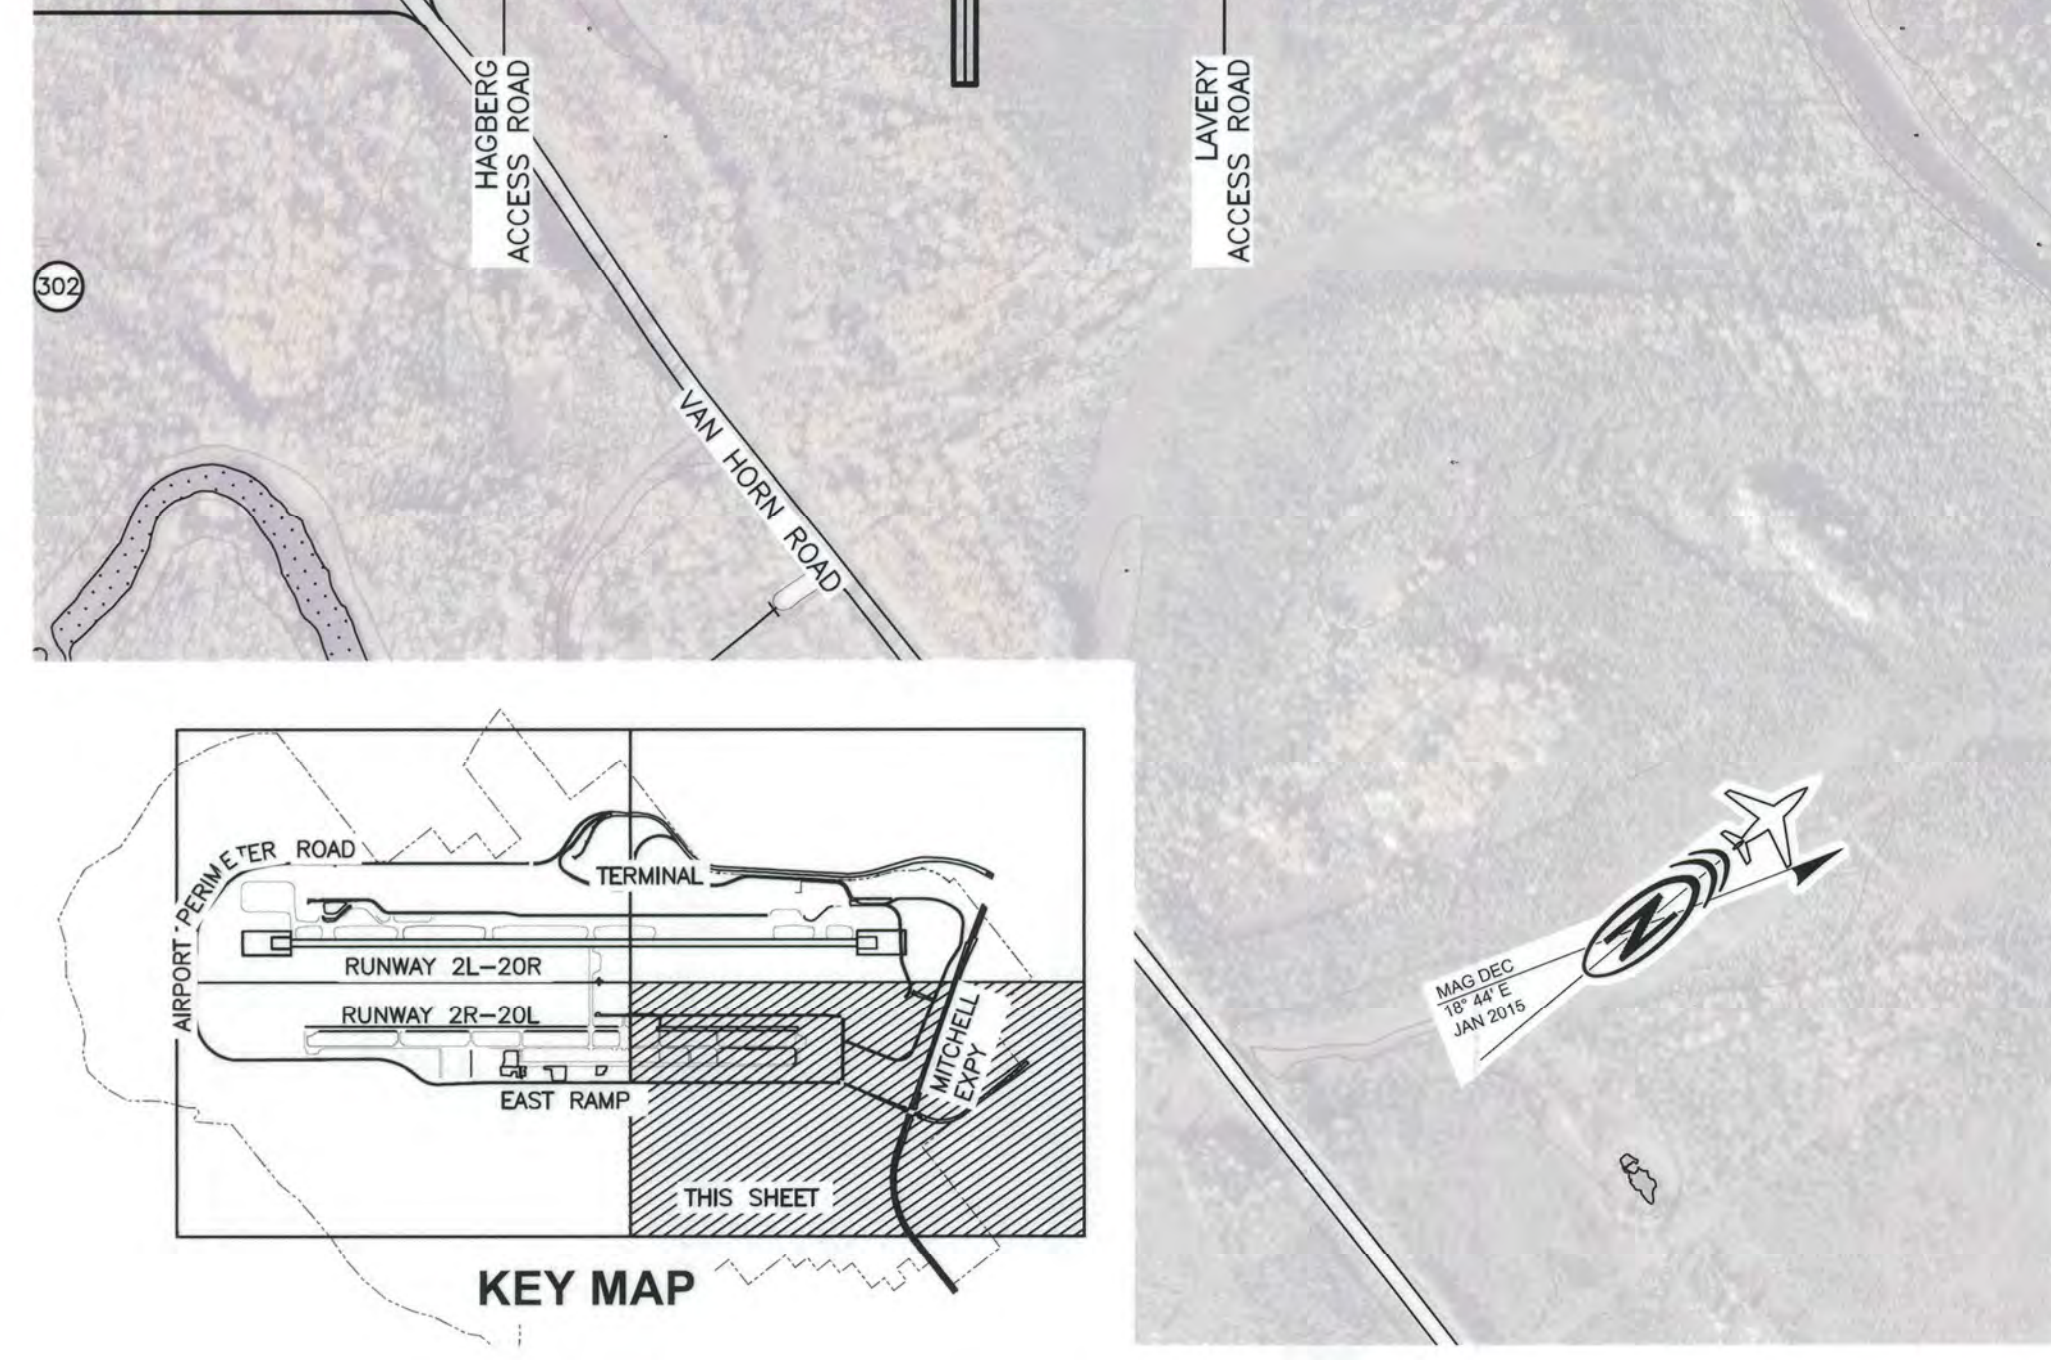 HAGBERG
ACCESS ROAD
LAVERY
ACCESS ROAD
302
VAN HORN ROAD
AIRPORT PERIMETER ROAD
TERMINAL
RUNWAY 2L-20R
RUNWAY 2R-20L
EAST RAMP
MITCHELL
EXPY
THIS SHEET
KEY MAP
N
MAG DEC
18° 44' E
JAN 2015